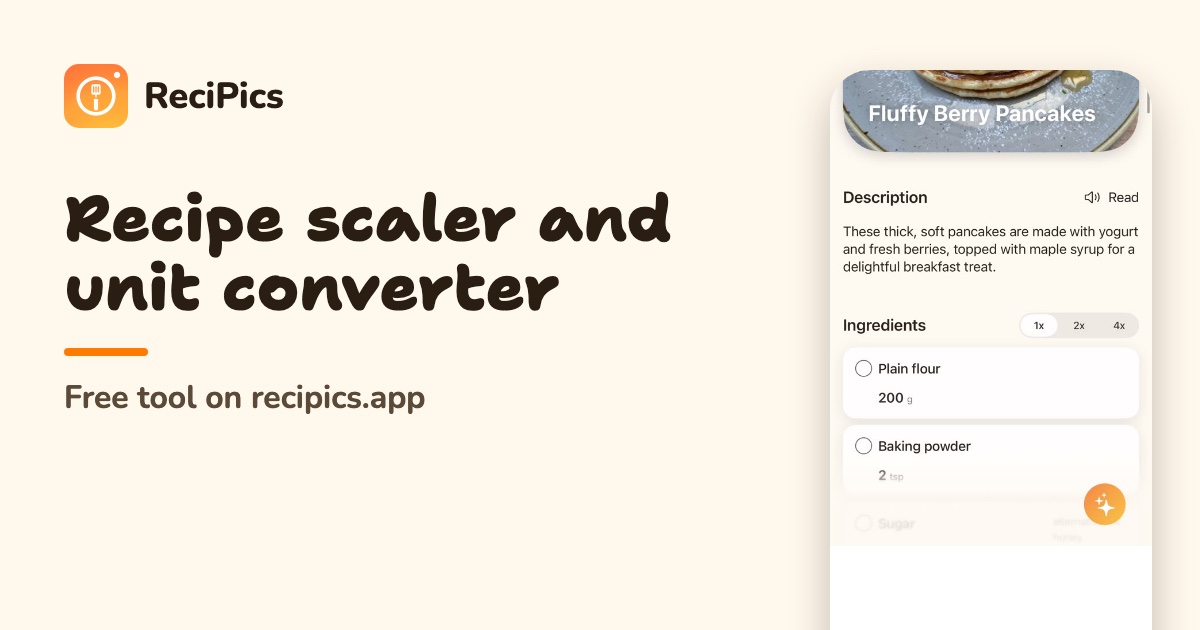 ReciPics
Recipe scaler and
unit converter
Free tool on recipics.app
Fluffy Berry Pancakes
Description
Read
These thick, soft pancakes are made with yogurt
and fresh berries, topped with maple syrup for a
delightful breakfast treat.
Ingredients
1x 2x 4x
Plain flour
200 g
Baking powder
2 tsp
Sugar
honey